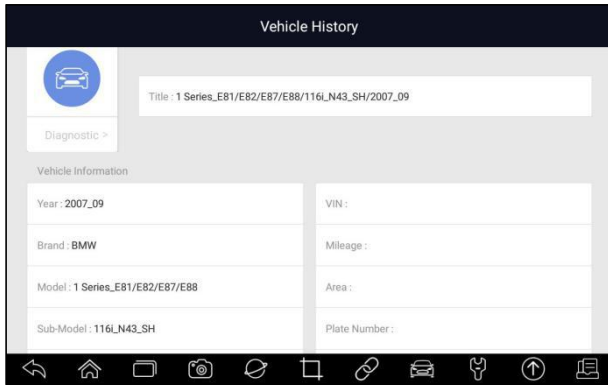 Vehicle History
Title : 1 Series_E81/E82/E87/E88/116i_N43_SH/2007_09
Diagnostic >
Vehicle Information
Year : 2007_09
VIN :
Brand : BMW
Mileage :
Model : 1 Series_E81/E82/E87/E88
Area :
Sub-Model : 116i_N43_SH
Plate Number :